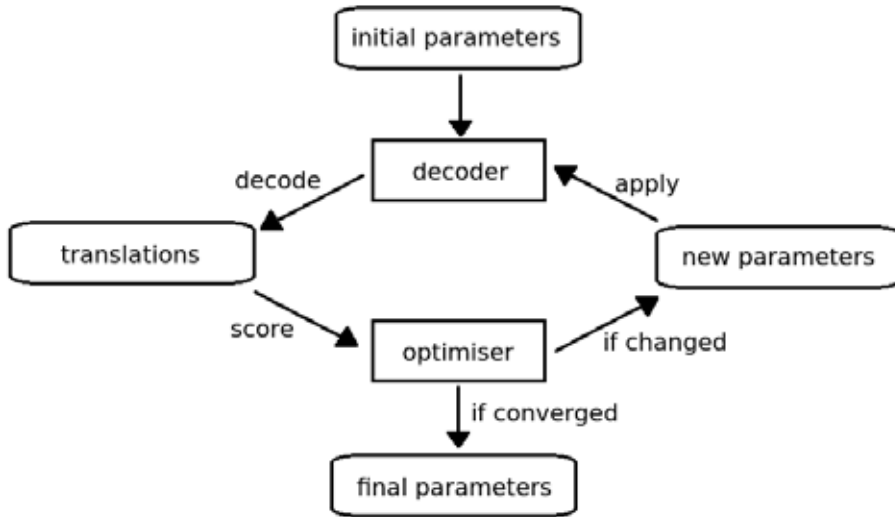 initial parameters
decoder
decode
apply
translations
new parameters
score
optimiser
if changed
if converged
final parameters